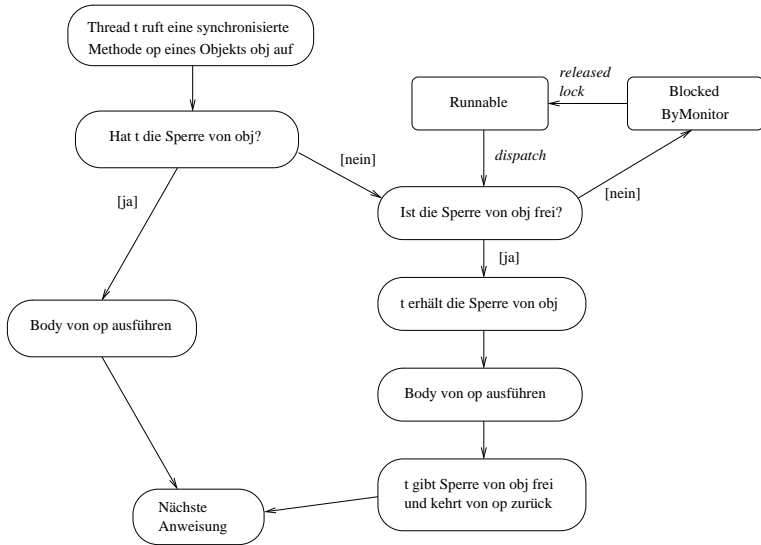 Thread t ruft eine synchronisierte
Methode op eines Objekts obj auf
released
lock
Runnable
Blocked
ByMonitor
Hat t die Sperre von obj?
[nein]
dispatch
[nein]
[ja]
Ist die Sperre von obj frei?
[ja]
t erhält die Sperre von obj
Body von op ausführen
Body von op ausführen
t gibt Sperre von obj frei
und kehrt von op zurück
Nächste
Anweisung